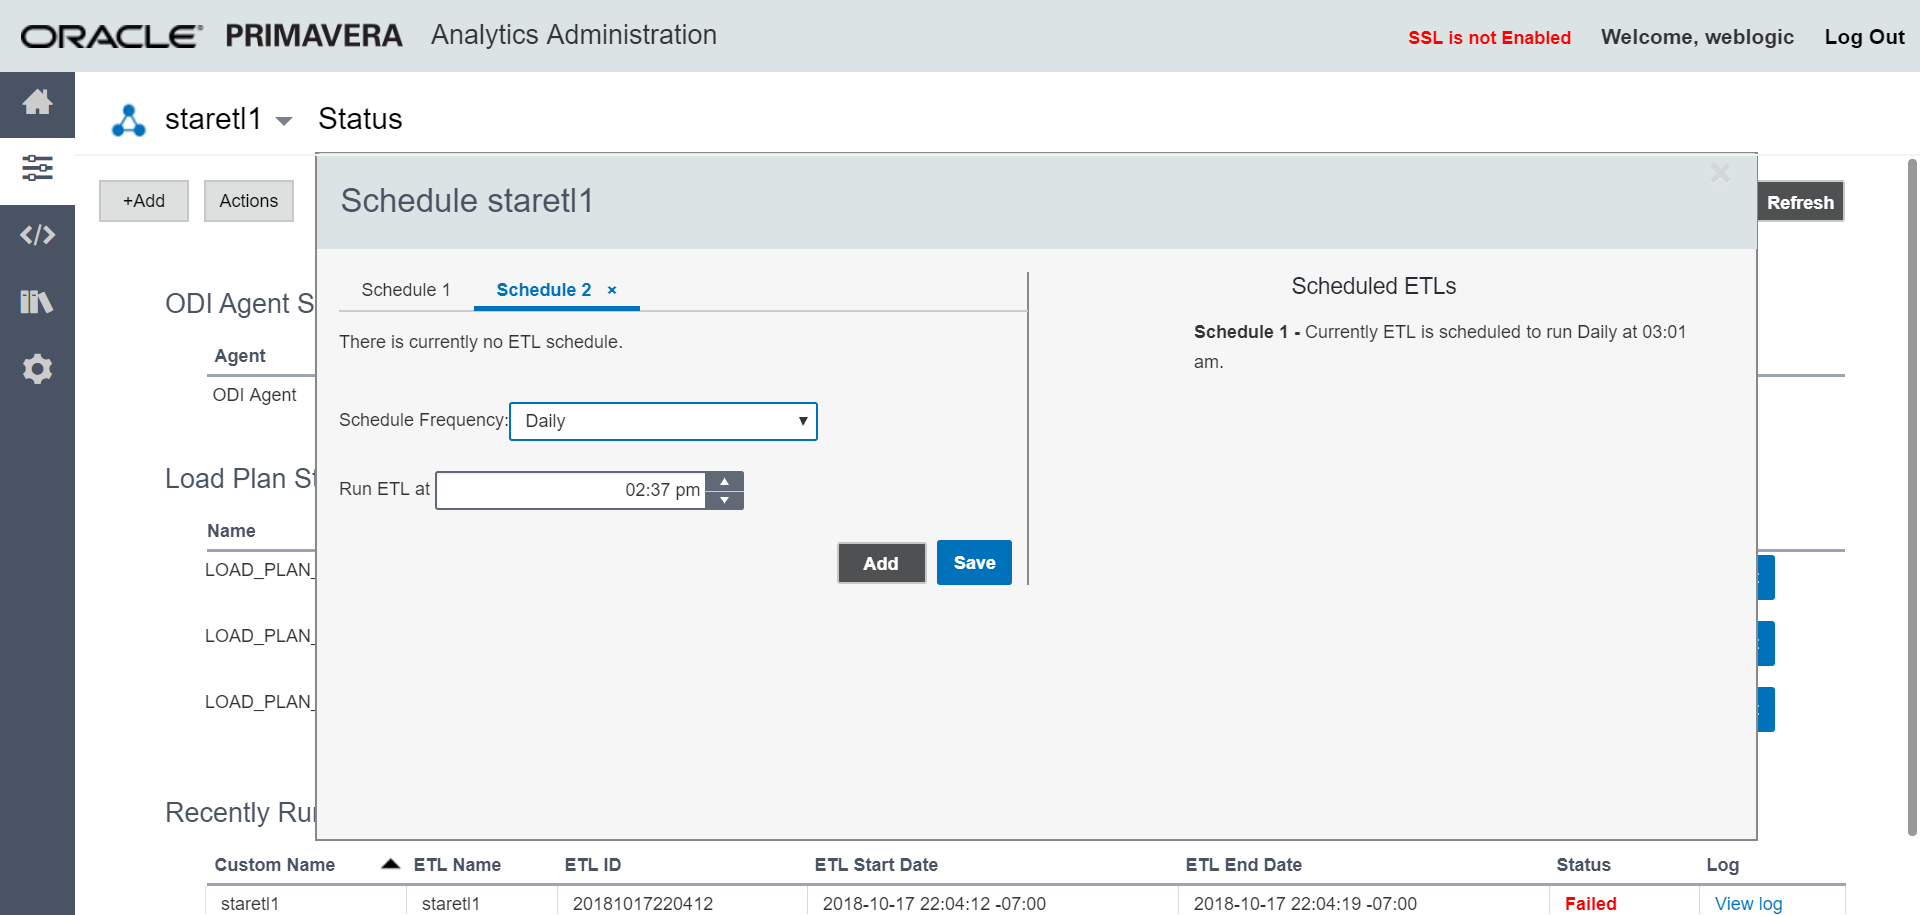 ORACLE PRIMAVERA Analytics Administration
SSL is not Enabled Welcome, weblogic Log Out
staretl1 Status
+Add Actions Refresh
Schedule staretl1
Schedule 1 Schedule 2 ×
There is currently no ETL schedule.
Schedule Frequency: Daily
Run ETL at 02:37 pm
Add Save
Scheduled ETLs
Schedule 1 - Currently ETL is scheduled to run Daily at 03:01
am.
ODI Agent S
Agent
ODI Agent
Load Plan St
Name
LOAD_PLAN_
LOAD_PLAN_
LOAD_PLAN_
Recently Ru
Custom Name ETL Name ETL ID ETL Start Date ETL End Date Status Log
staretl1 staretl1 20181017220412 2018-10-17 22:04:12 -07:00 2018-10-17 22:04:19 -07:00 Failed View log